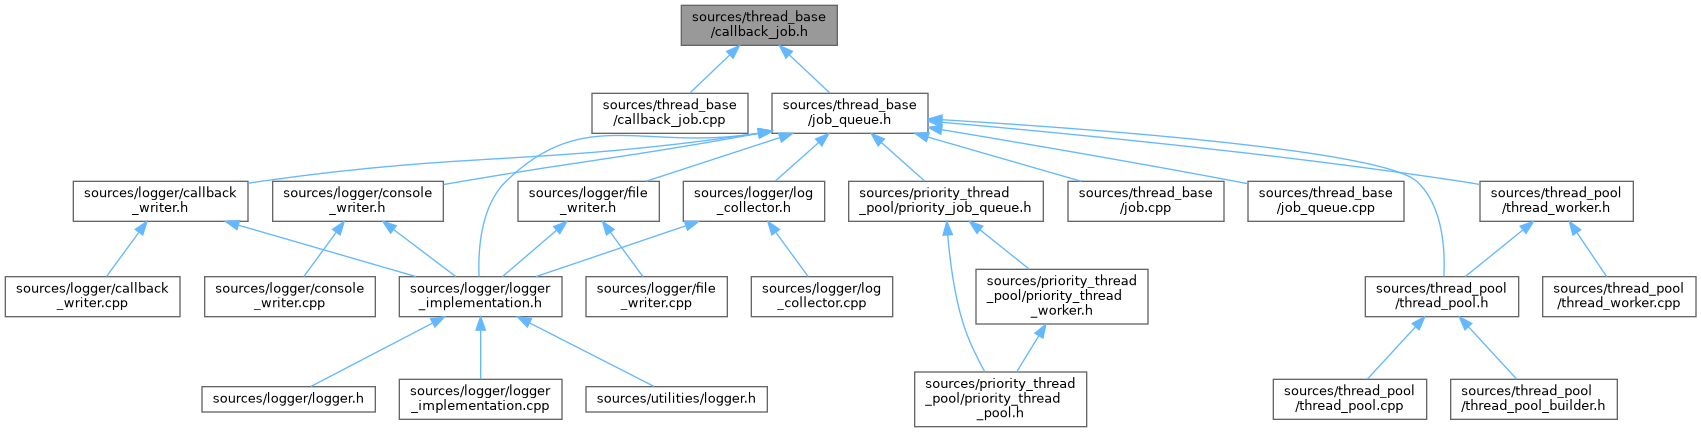 sources/thread_base
/callback_job.h
sources/thread_base
/callback_job.cpp
sources/thread_base
/job_queue.h
sources/logger/callback
_writer.h
sources/logger/console
_writer.h
sources/logger/file
_writer.h
sources/logger/log
_collector.h
sources/priority_thread
_pool/priority_job_queue.h
sources/thread_base
/job.cpp
sources/thread_base
/job_queue.cpp
sources/thread_pool
/thread_worker.h
sources/logger/callback
_writer.cpp
sources/logger/console
_writer.cpp
sources/logger/logger
_implementation.h
sources/logger/file
_writer.cpp
sources/logger/log
_collector.cpp
sources/priority_thread
_pool/priority_thread
_worker.h
sources/thread_pool
/thread_pool.h
sources/thread_pool
/thread_worker.cpp
sources/logger/logger.h
sources/logger/logger
_implementation.cpp
sources/utilities/logger.h
sources/priority_thread
_pool/priority_thread
_pool.h
sources/thread_pool
/thread_pool.cpp
sources/thread_pool
/thread_pool_builder.h